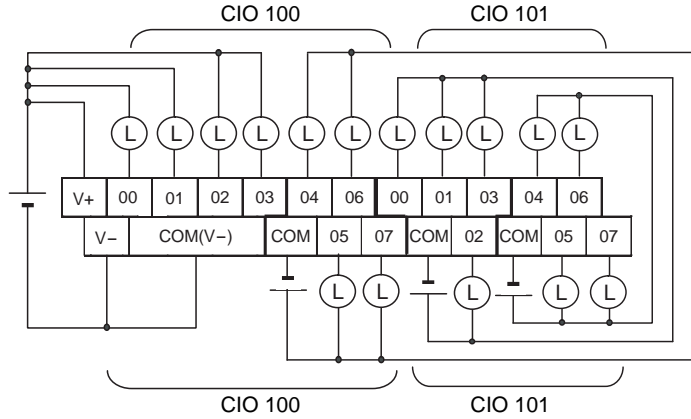 CIO 100 CIO 101
L L L L L L L L L L L
V+ 00 01 02 03 04 06 00 01 03 04 06
V− COM(V−) COM 05 07 COM 02 COM 05 07
L L L L L
CIO 100 CIO 101